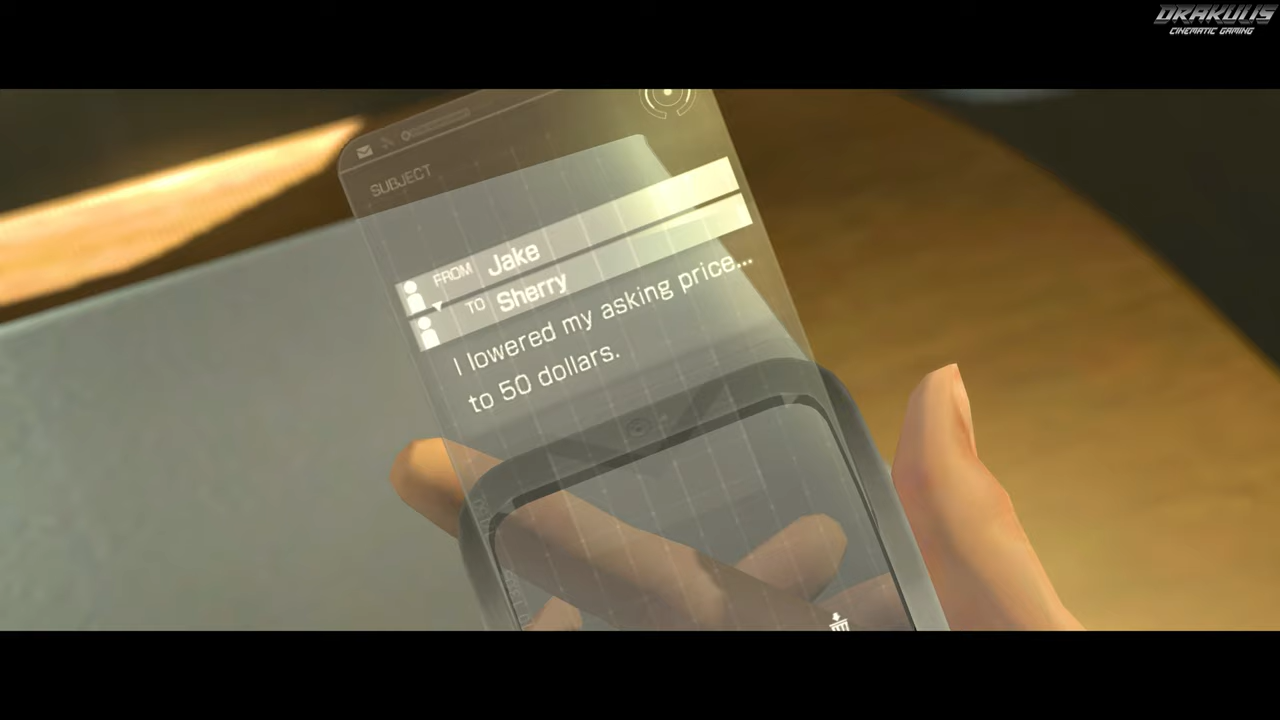 DRAKULIS
CINEMATIC GAMING
SUBJECT
FROM Jake
TO Sherry
I lowered my asking price...
to 50 dollars.